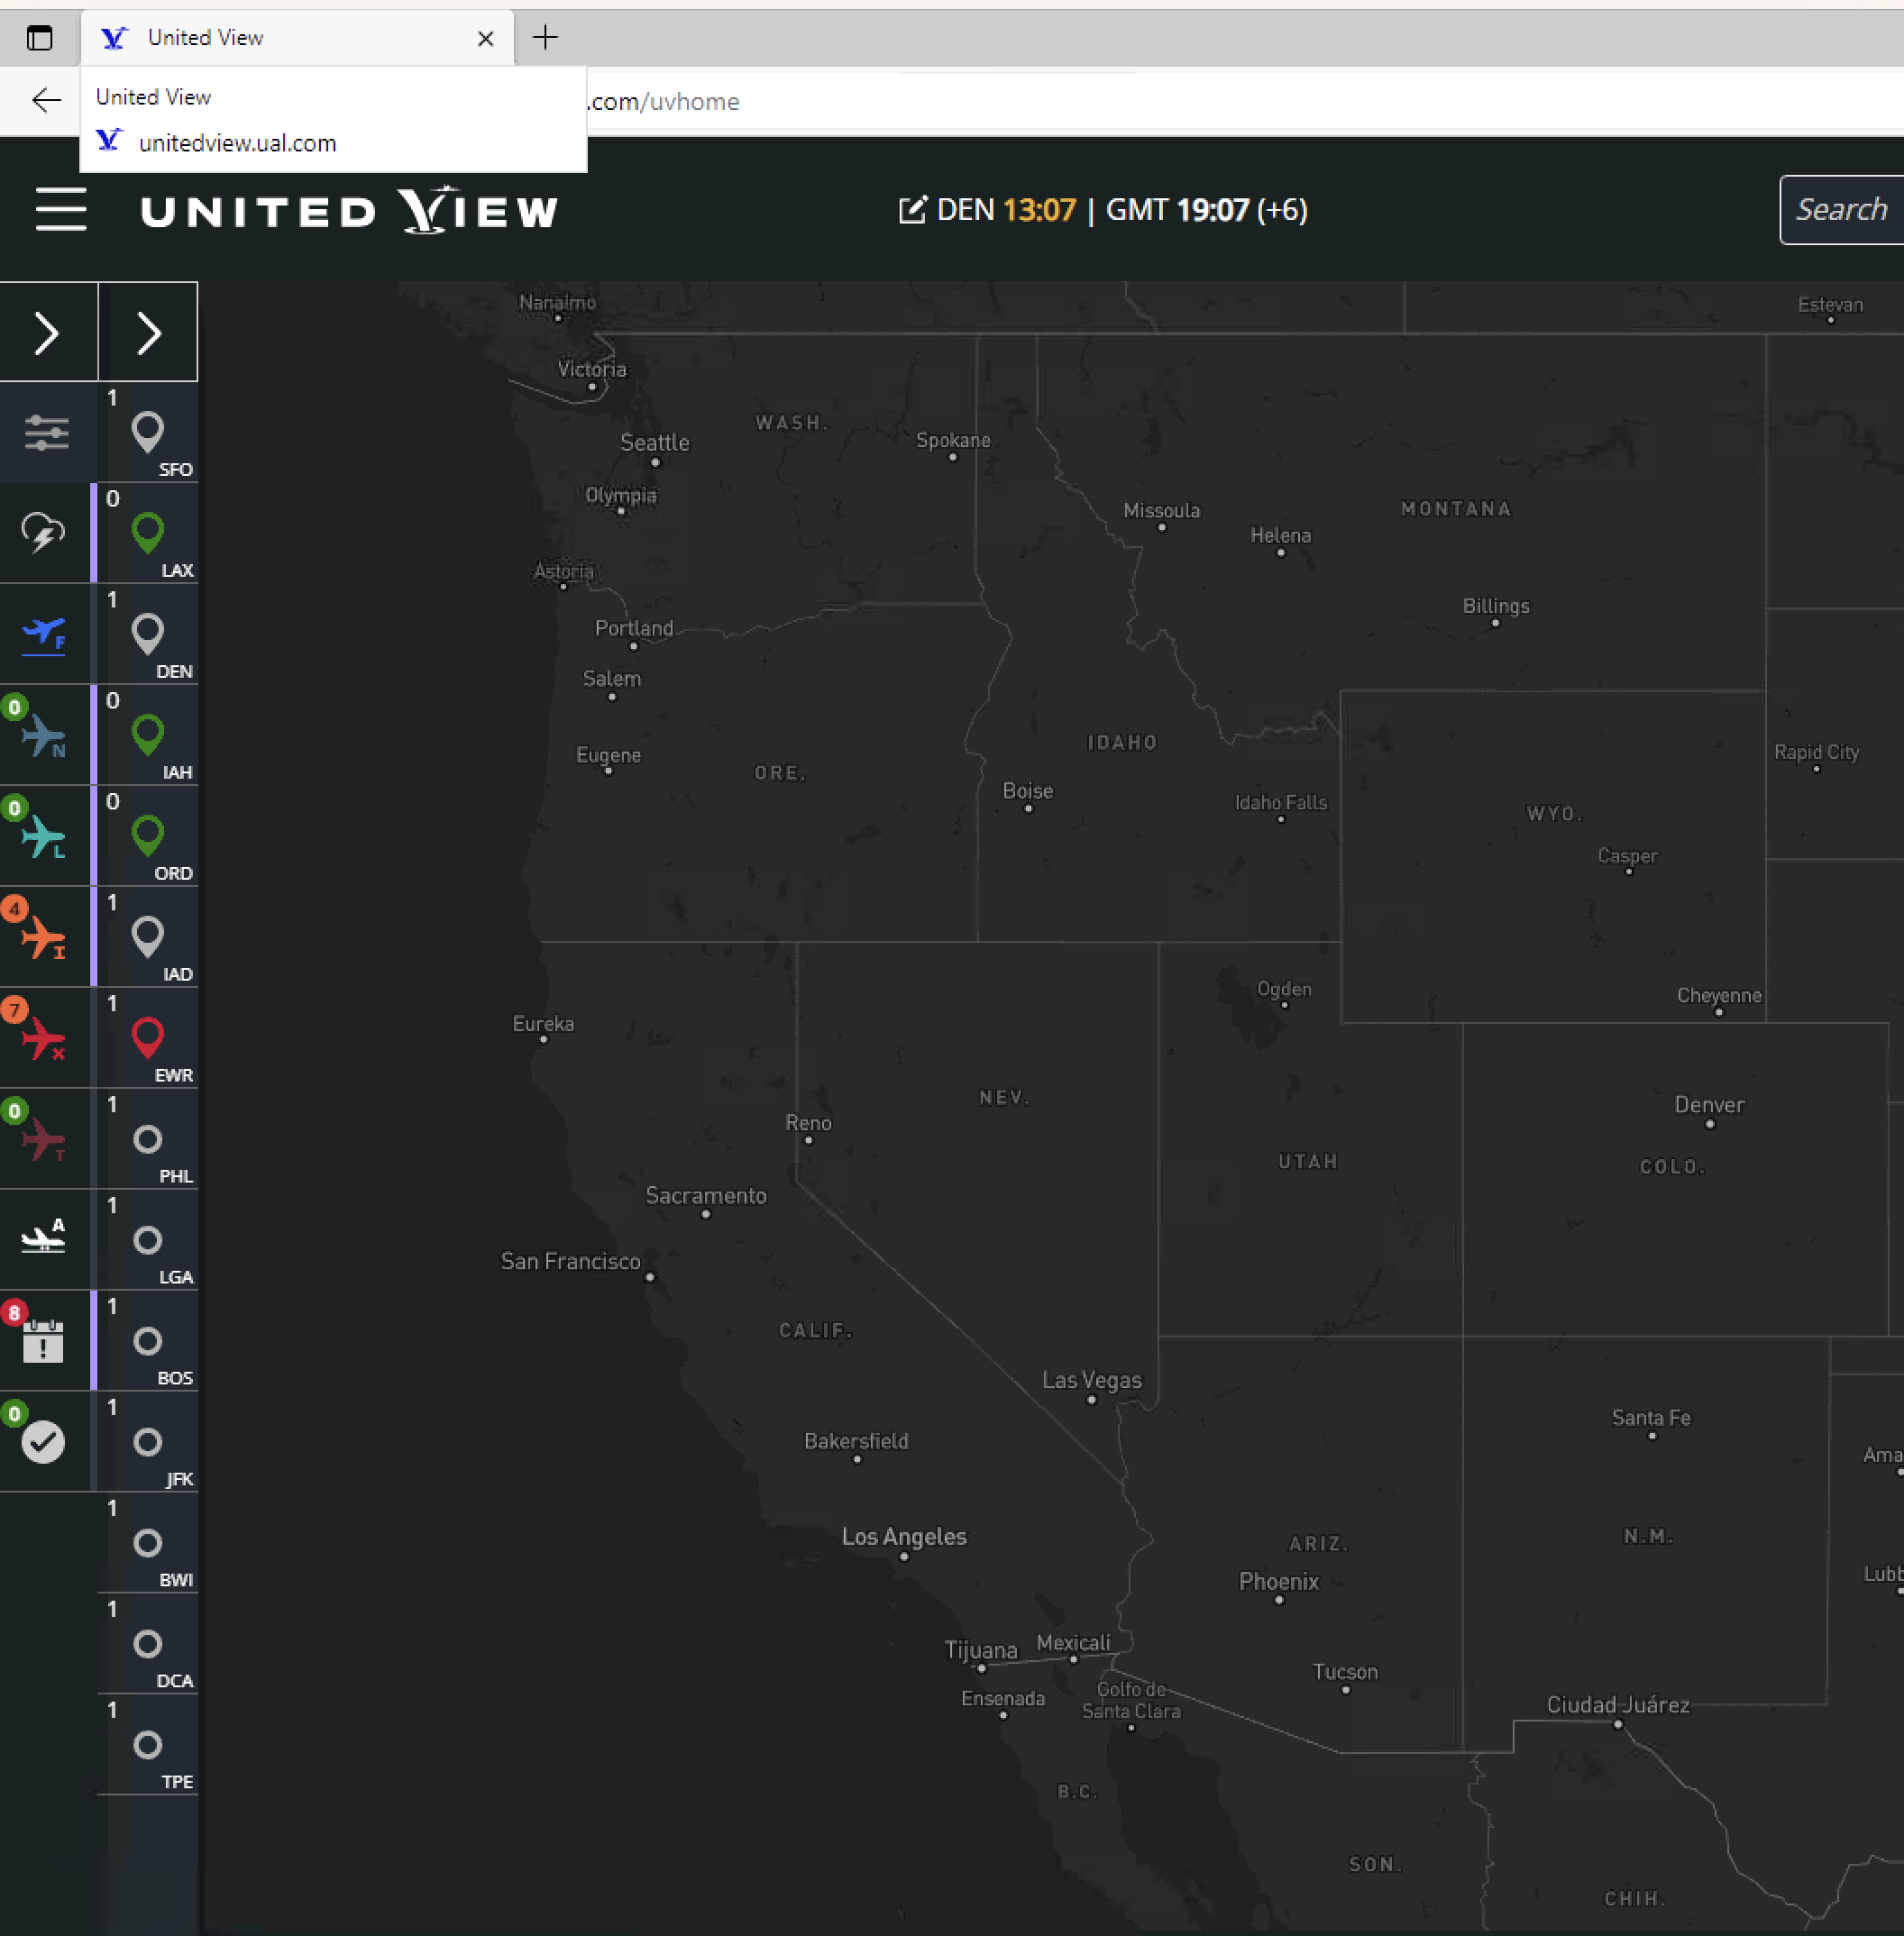 United View
United View
.com/uvhome
unitedview.ual.com
UNITED VIEW
DEN 13:07 | GMT 19:07 (+6)
Search
1
SFO
0
LAX
1
DEN
0
IAH
0
ORD
1
IAD
1
EWR
1
PHL
1
LGA
1
BOS
1
JFK
1
BWI
1
DCA
1
TPE
F
0
N
0
L
4
I
7
x
0
T
A
8
!
0
Nanaimo
Estevan
Victoria
WASH.
Seattle
Spokane
Olympia
Missoula
MONTANA
Helena
Astoria
Billings
Portland
Salem
IDAHO
Eugene
Rapid City
ORE.
Boise
Idaho Falls
WYO.
Casper
Ogden
Cheyenne
Eureka
NEV.
Denver
Reno
UTAH
COLO.
Sacramento
San Francisco
CALIF.
Las Vegas
Santa Fe
Bakersfield
Ama
Los Angeles
ARIZ.
N.M.
Phoenix
Lubb
Tijuana
Mexicali
Tucson
Ensenada
Golfo de
Santa Clara
Ciudad Juárez
B.C.
SON.
CHIH.